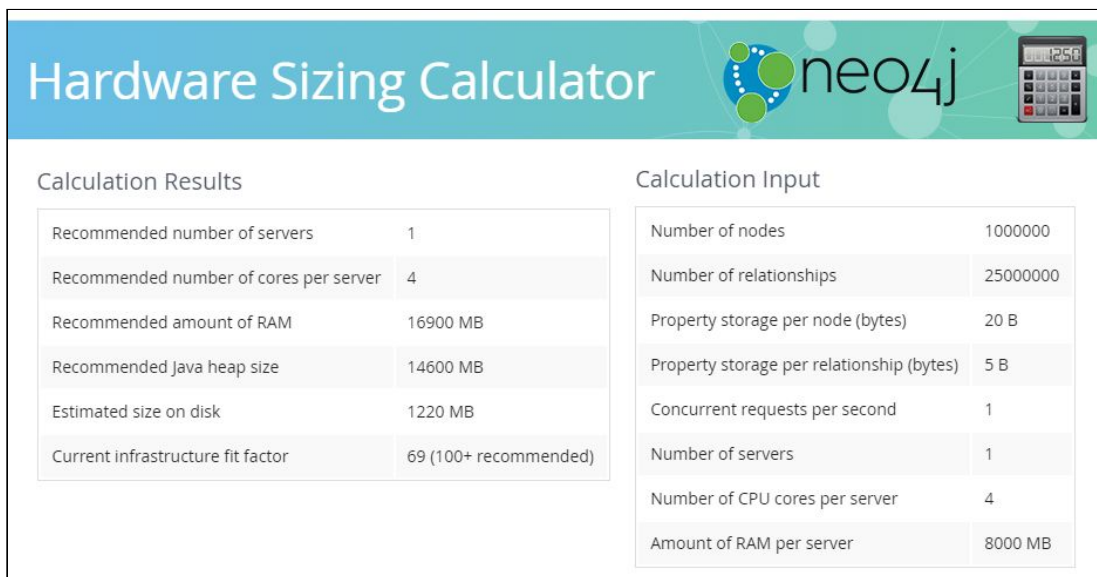 Hardware Sizing Calculator
neo4j
1250
Calculation Results
Recommended number of servers 1
Recommended number of cores per server 4
Recommended amount of RAM 16900 MB
Recommended Java heap size 14600 MB
Estimated size on disk 1220 MB
Current infrastructure fit factor 69 (100+ recommended)
Calculation Input
Number of nodes 1000000
Number of relationships 25000000
Property storage per node (bytes) 20 B
Property storage per relationship (bytes) 5 B
Concurrent requests per second 1
Number of servers 1
Number of CPU cores per server 4
Amount of RAM per server 8000 MB